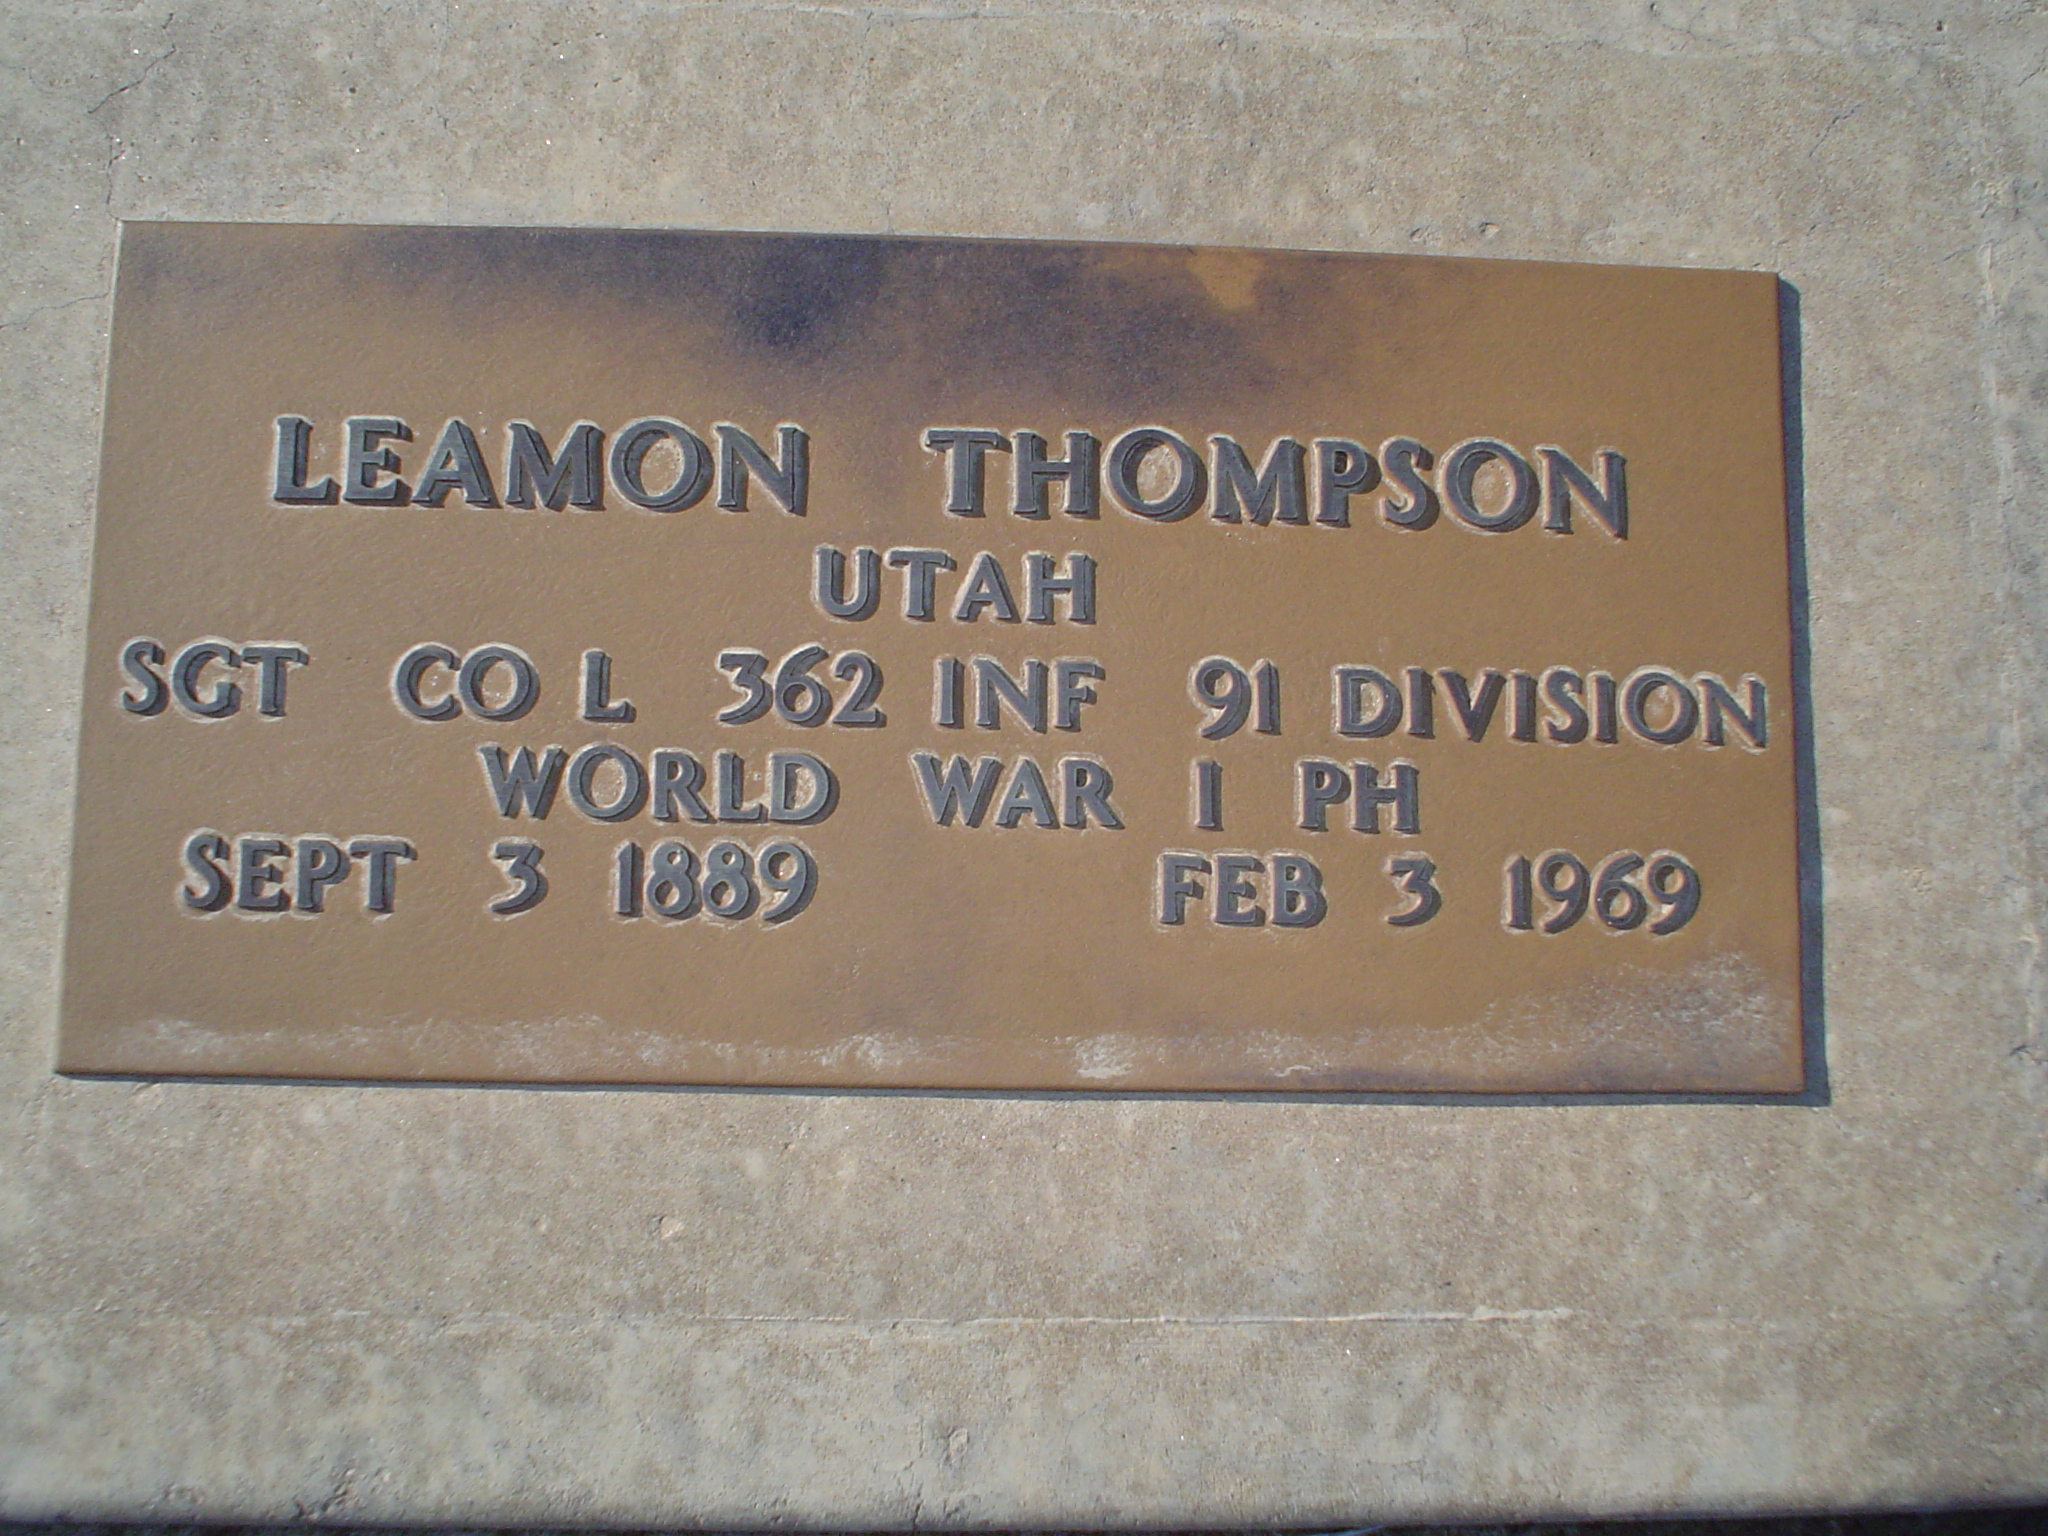 LEAMON THOMPSON
UTAH
SGT CO L 362 INF 91 DIVISION
WORLD WAR I PH
SEPT 3 1889 FEB 3 1969